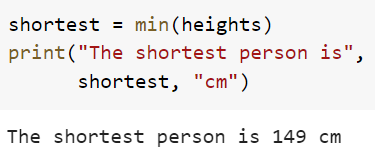 shortest = min(heights)
print("The shortest person is",
      shortest, "cm")
The shortest person is 149 cm